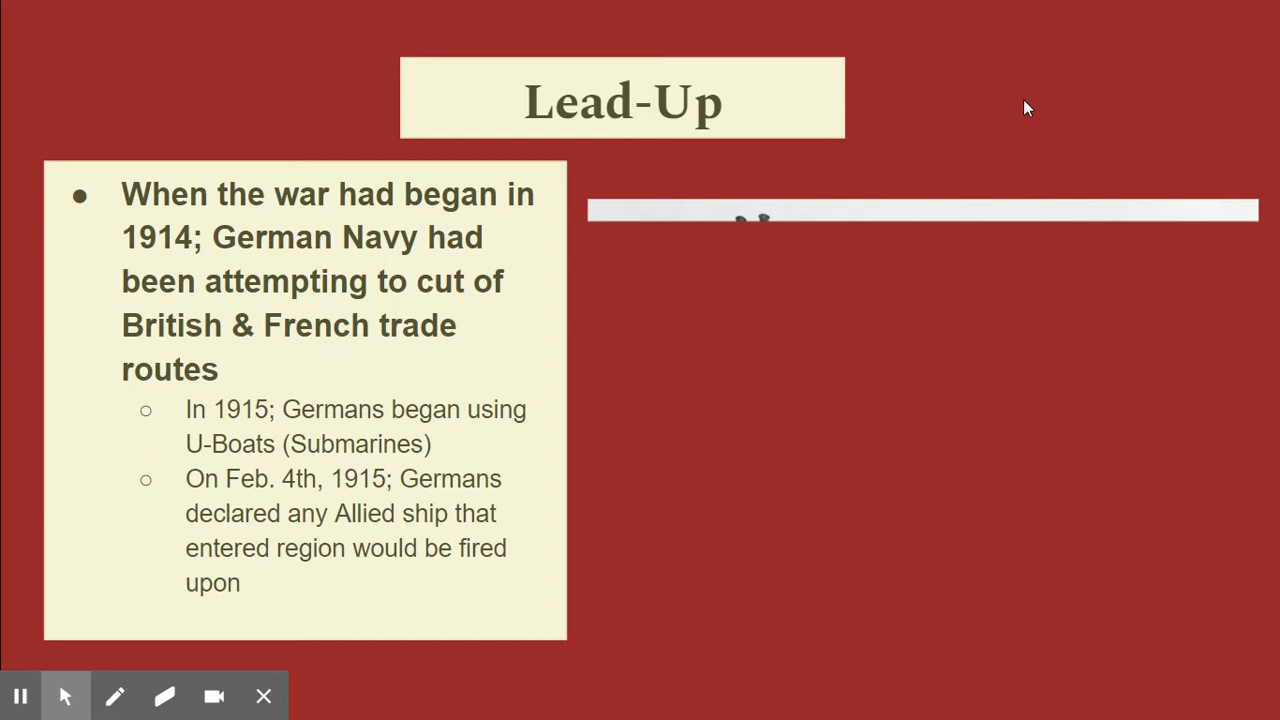 Lead-Up
● When the war had began in
1914; German Navy had
been attempting to cut of
British & French trade
routes
○ In 1915; Germans began using
U-Boats (Submarines)
○ On Feb. 4th, 1915; Germans
declared any Allied ship that
entered region would be fired
upon